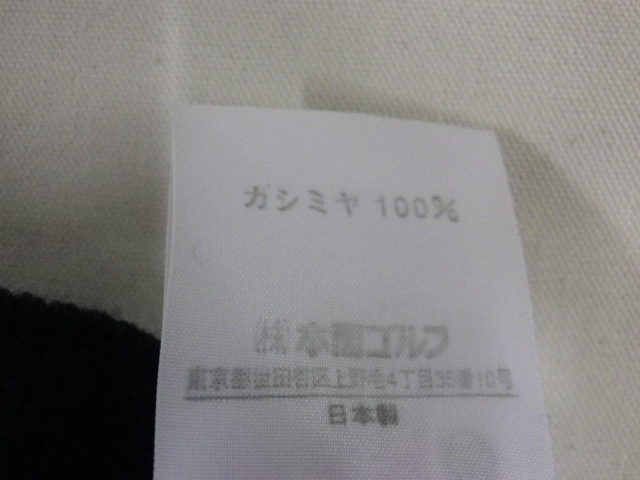 カシミヤ 100%
(株)本間ゴルフ
東京都世田谷区上野毛4丁目36番10号
日本製